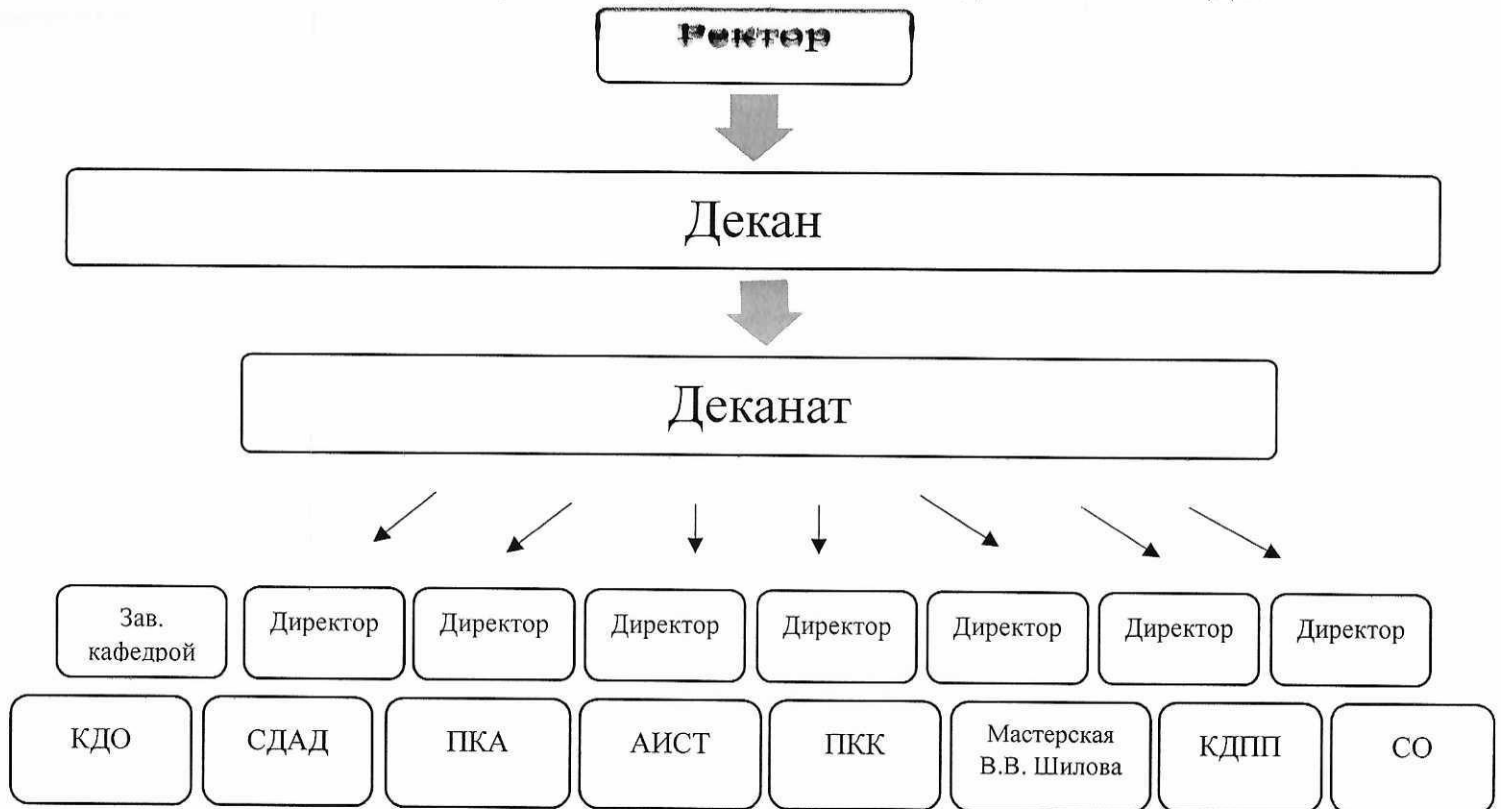 Ректор
Декан
Деканат
Зав.
кафедрой
Директор
Директор
Директор
Директор
Директор
Директор
Директор
КДО
СДАД
ПКА
АИСТ
ПКК
Мастерская
В.В. Шилова
КДПП
СО